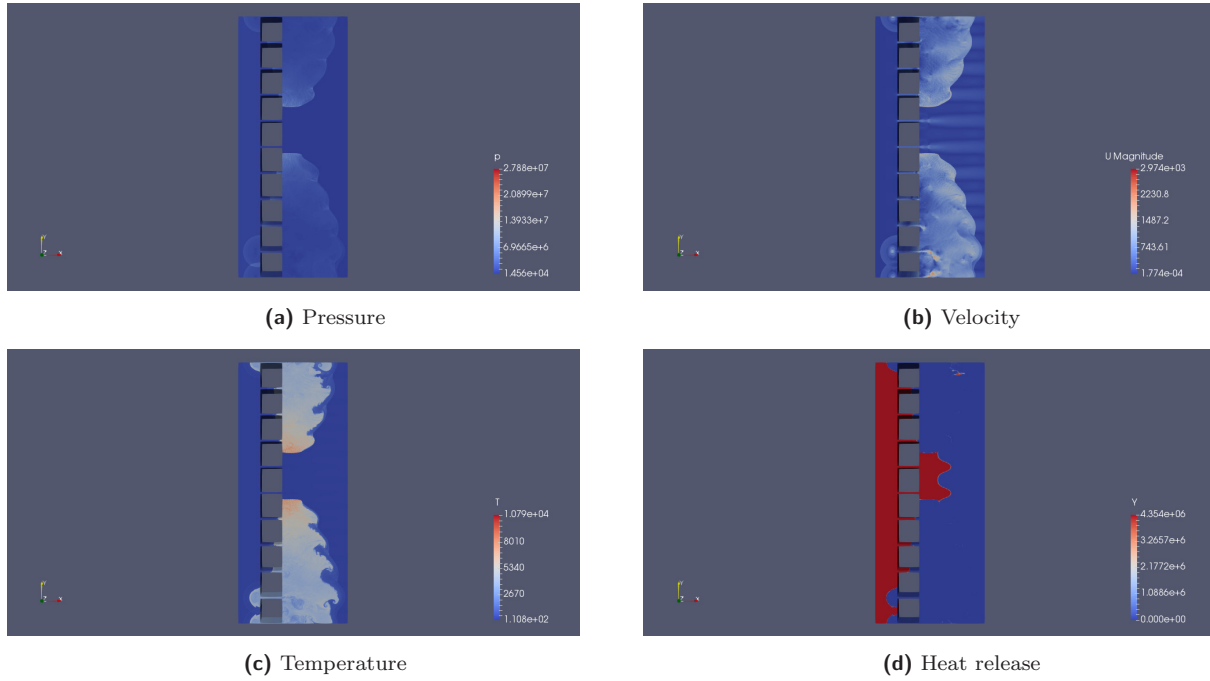 p
2.788e+07
2.0899e+7
1.3933e+7
6.9665e+6
1.456e+04
(a) Pressure
U Magnitude
2.974e+03
2230.8
1487.2
743.61
1.774e-04
(b) Velocity
T
1.079e+04
8010
5340
2670
1.108e+02
(c) Temperature
Y
4.354e+06
3.2657e+6
2.1772e+6
1.0886e+6
0.000e+00
(d) Heat release